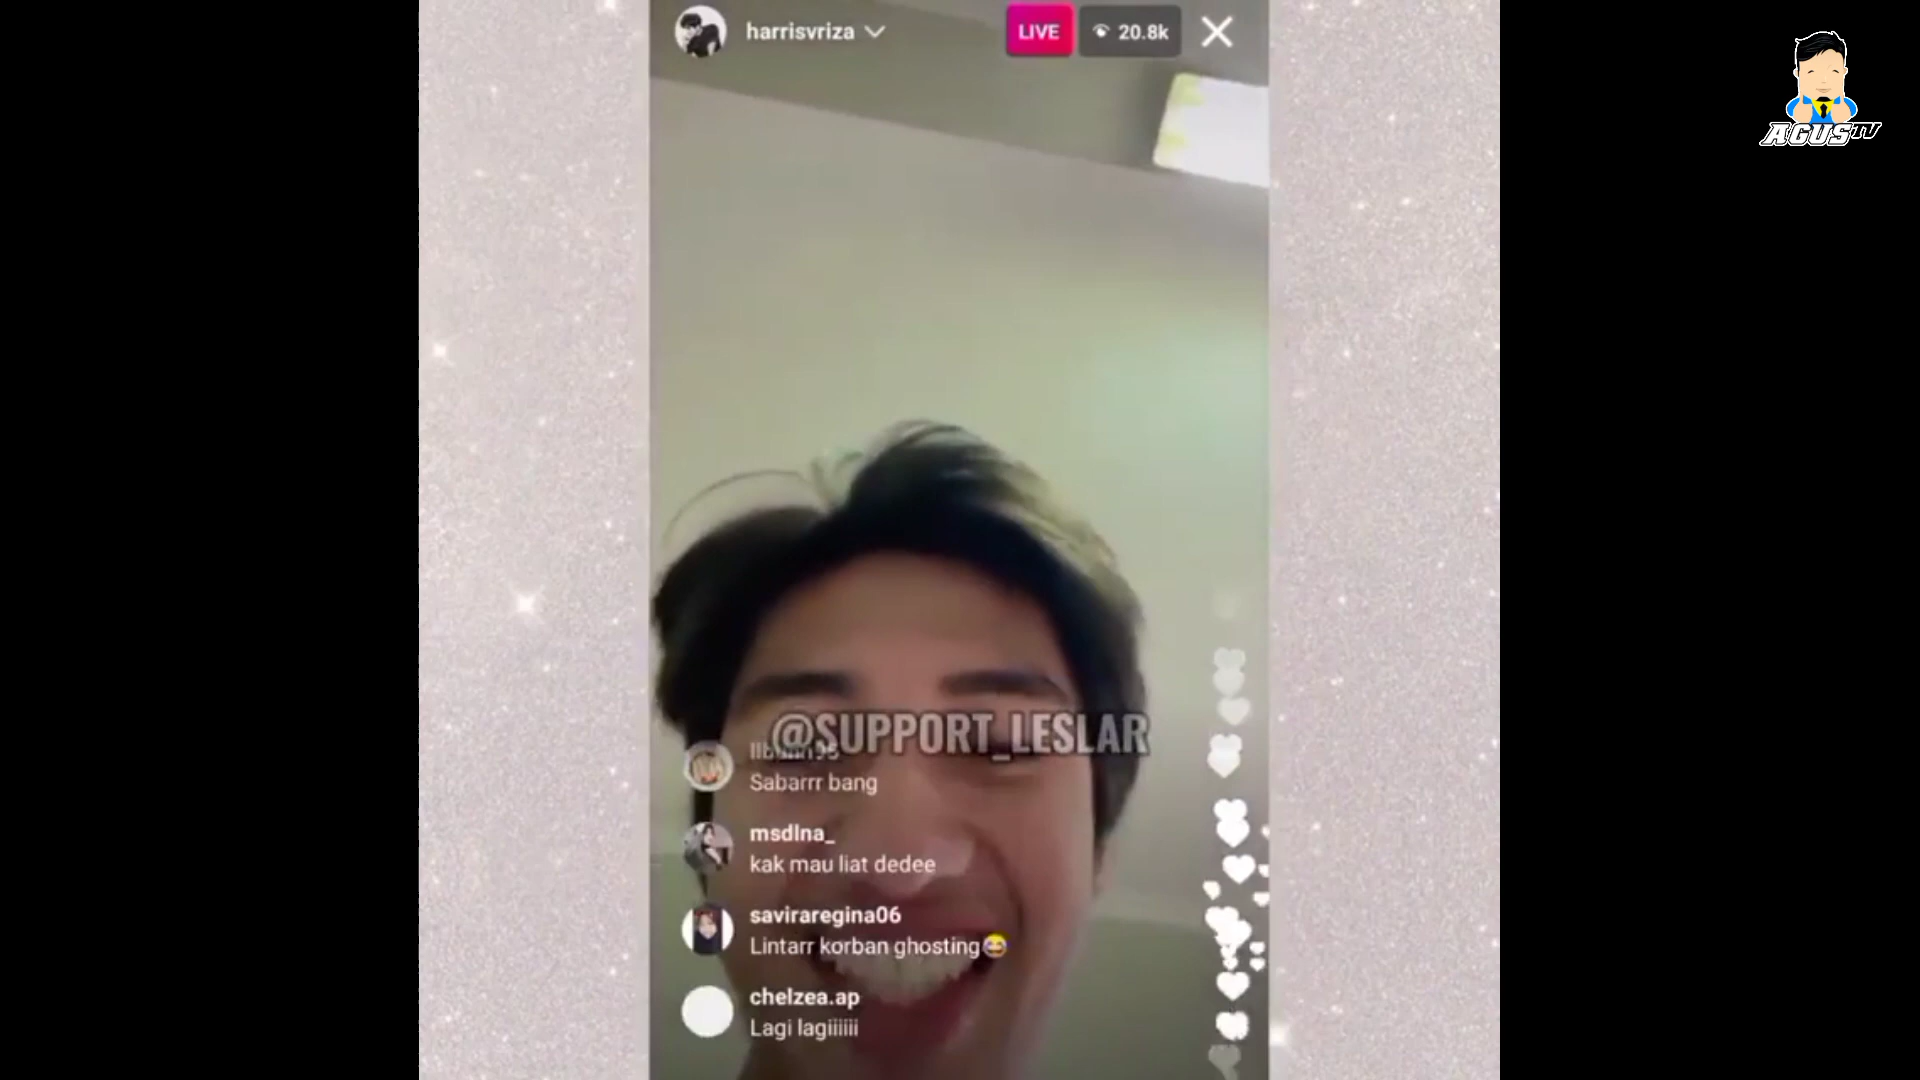 harrisvriza
LIVE
20.8k
AGUS TV
@SUPPORT_LESLAR
Sabarrr bang
msdlna_
kak mau liat dedee
saviraregina06
Lintarr korban ghosting😂
chelzea.ap
Lagi lagiiiiii